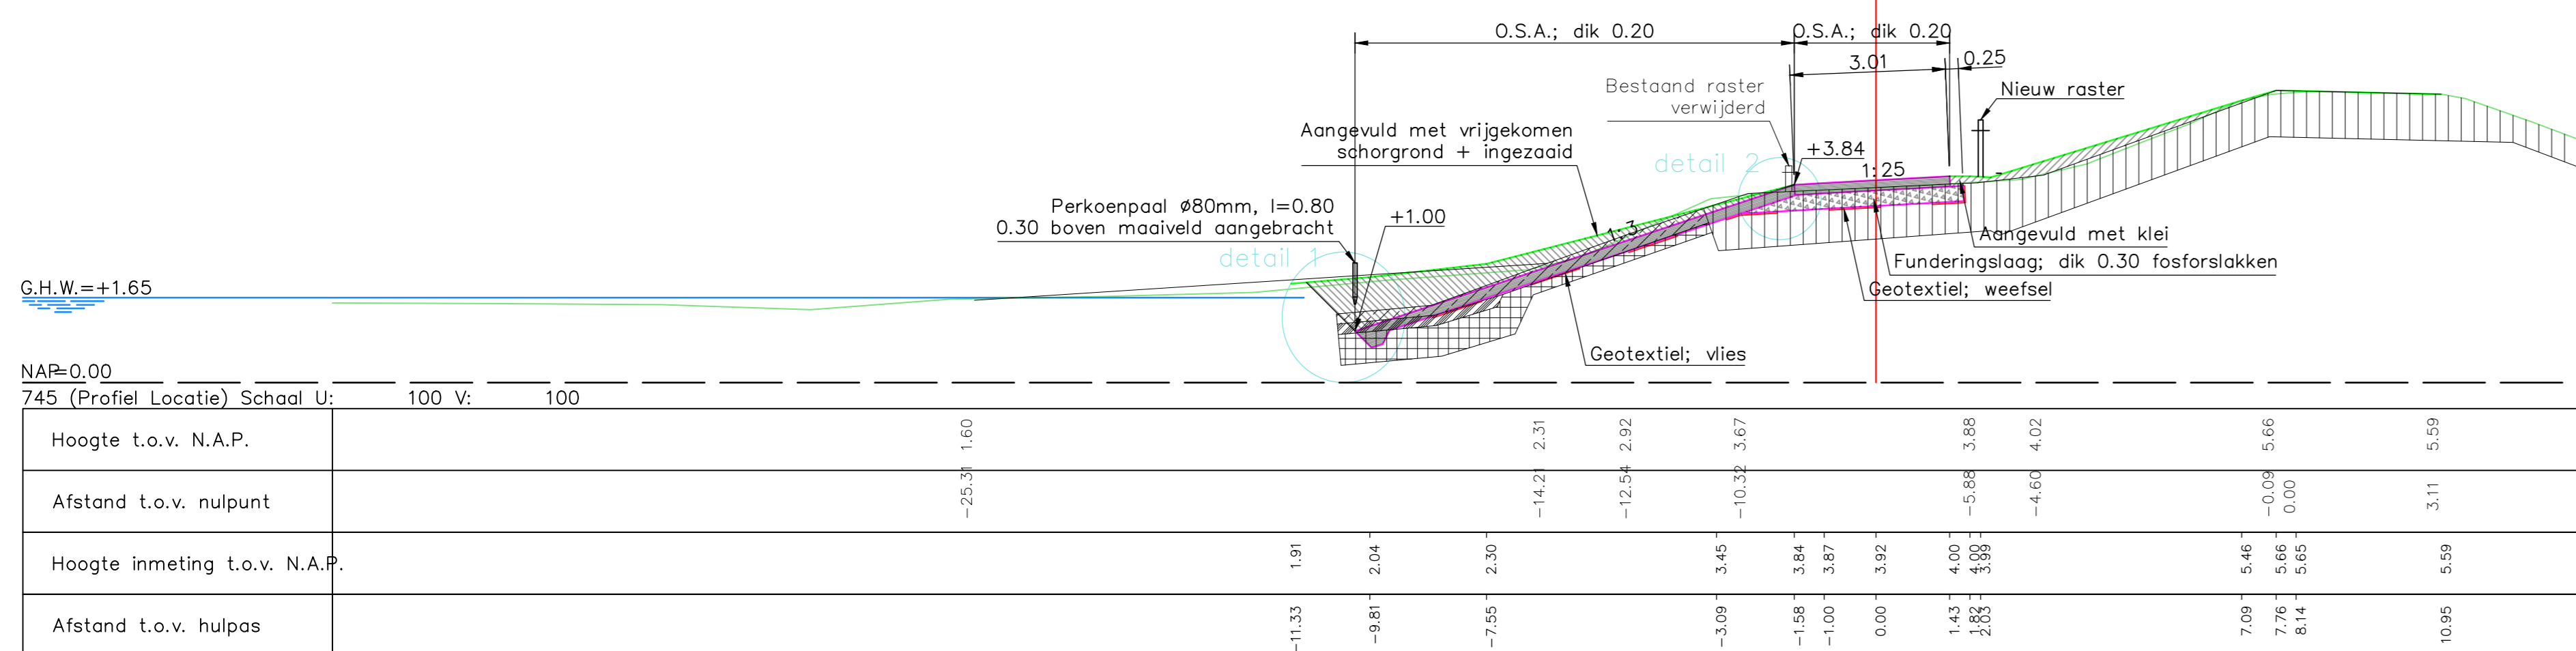 O.S.A.; dik 0.20
O.S.A.; dik 0.20
3.01
0.25
Bestaand raster
verwijderd
Nieuw raster
Aangevuld met vrijgekomen
schorgrond + ingezaaid
detail 2
+3.84
1:25
Perkoenpaal ø80mm, l=0.80
0.30 boven maaiveld aangebracht
+1.00
1:3
detail 1
Aangevuld met klei
Funderingslaag; dik 0.30 fosforslakken
Geotextiel; weefsel
G.H.W.=+1.65
Geotextiel; vlies
NAP=0.00
745 (Profiel Locatie) Schaal U: 100 V: 100
Hoogte t.o.v. N.A.P. 1.60 2.31 2.92 3.67 3.88 4.02 5.66 5.59
Afstand t.o.v. nulpunt -25.31 -14.21 -12.54 -10.32 -5.88 -4.60 -0.09 0.00 3.11
Hoogte inmeting t.o.v. N.A.P. 1.91 2.04 2.30 3.45 3.84 3.87 3.92 4.00 4.00 3.99 5.46 5.66 5.65 5.59
Afstand t.o.v. hulpas -11.33 -9.81 -7.55 -3.09 -1.58 -1.00 0.00 1.43 1.82 2.03 7.09 7.76 8.14 10.95